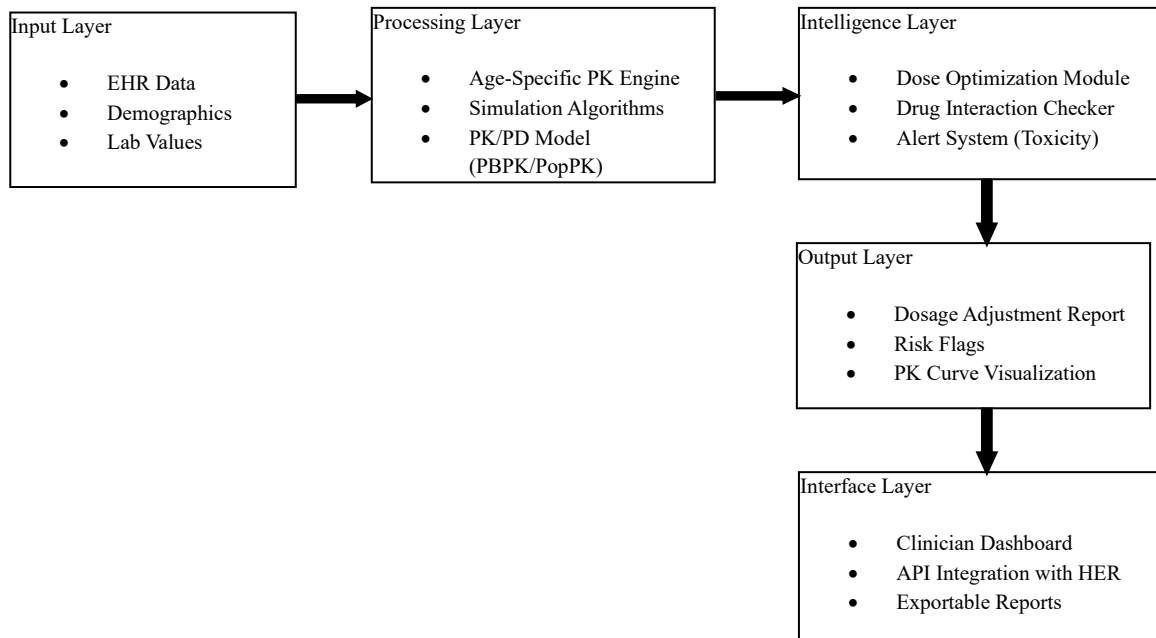 Input Layer
• EHR Data
• Demographics
• Lab Values
Processing Layer
• Age-Specific PK Engine
• Simulation Algorithms
• PK/PD Model
(PBPK/PopPK)
Intelligence Layer
• Dose Optimization Module
• Drug Interaction Checker
• Alert System (Toxicity)
Output Layer
• Dosage Adjustment Report
• Risk Flags
• PK Curve Visualization
Interface Layer
• Clinician Dashboard
• API Integration with HER
• Exportable Reports